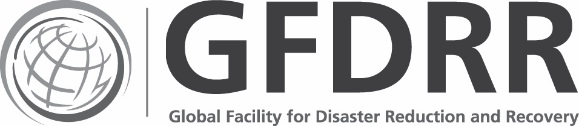 GFDRR
Global Facility for Disaster Reduction and Recovery